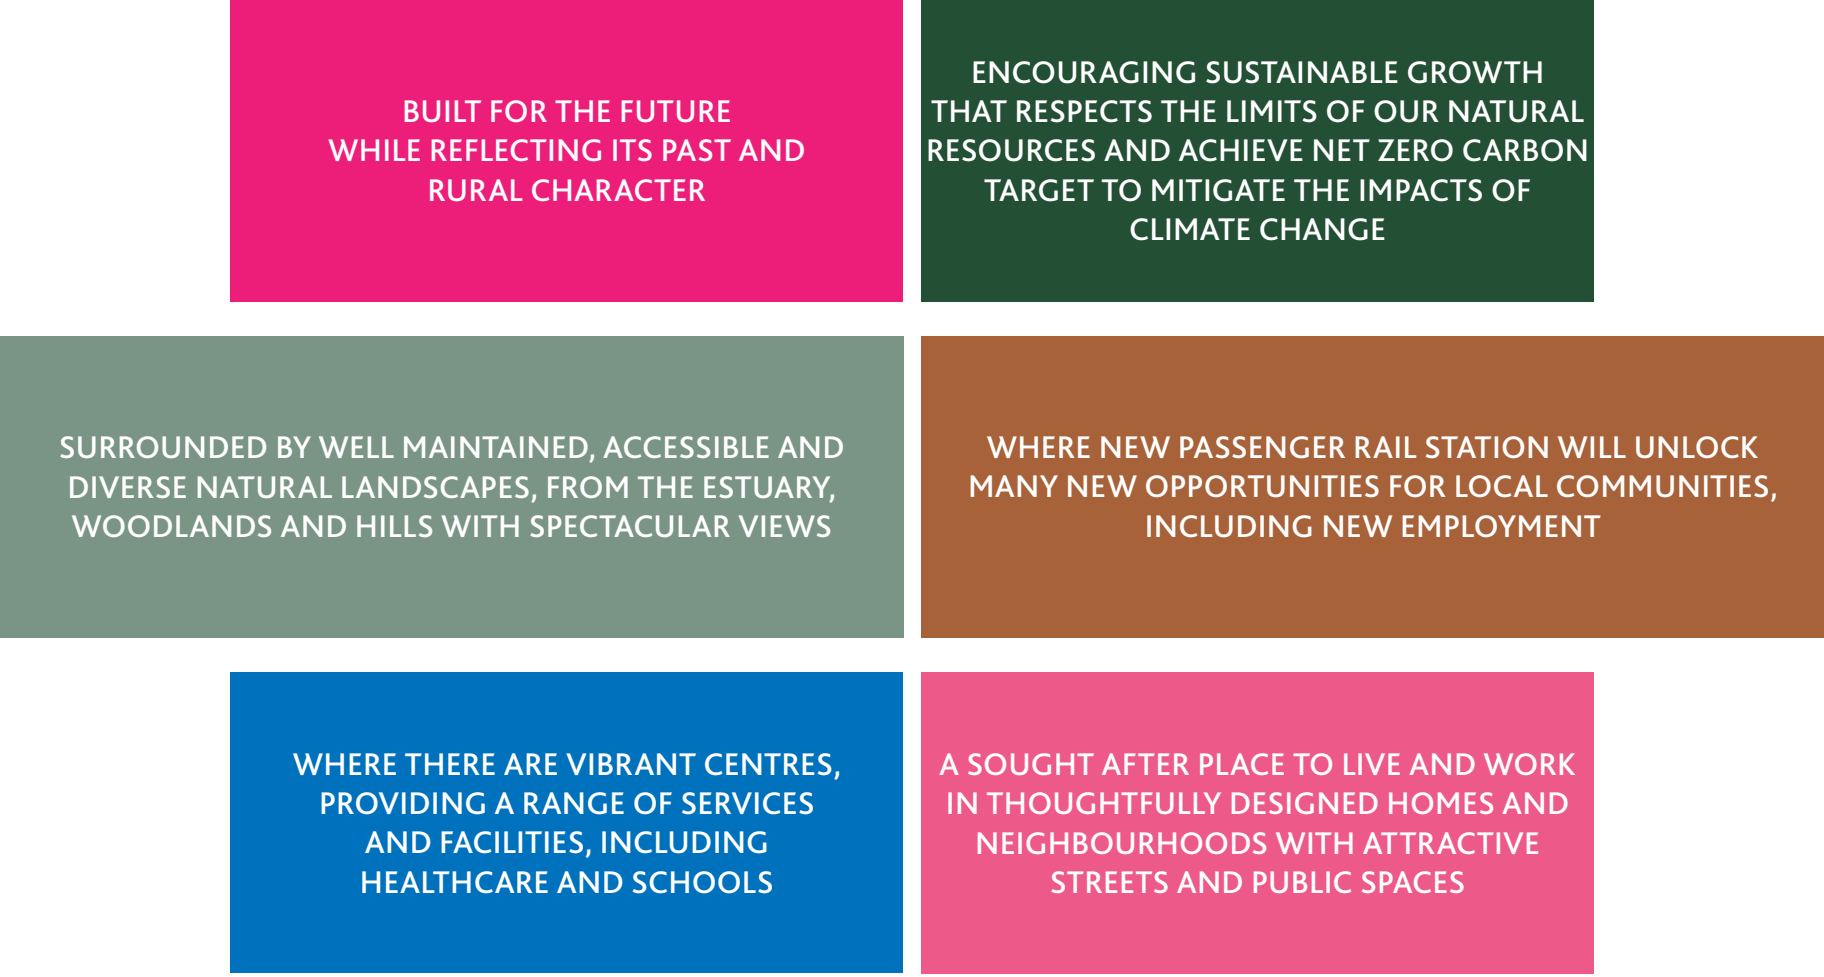 BUILT FOR THE FUTURE
WHILE REFLECTING ITS PAST AND
RURAL CHARACTER
ENCOURAGING SUSTAINABLE GROWTH
THAT RESPECTS THE LIMITS OF OUR NATURAL
RESOURCES AND ACHIEVE NET ZERO CARBON
TARGET TO MITIGATE THE IMPACTS OF
CLIMATE CHANGE
SURROUNDED BY WELL MAINTAINED, ACCESSIBLE AND
DIVERSE NATURAL LANDSCAPES, FROM THE ESTUARY,
WOODLANDS AND HILLS WITH SPECTACULAR VIEWS
WHERE NEW PASSENGER RAIL STATION WILL UNLOCK
MANY NEW OPPORTUNITIES FOR LOCAL COMMUNITIES,
INCLUDING NEW EMPLOYMENT
WHERE THERE ARE VIBRANT CENTRES,
PROVIDING A RANGE OF SERVICES
AND FACILITIES, INCLUDING
HEALTHCARE AND SCHOOLS
A SOUGHT AFTER PLACE TO LIVE AND WORK
IN THOUGHTFULLY DESIGNED HOMES AND
NEIGHBOURHOODS WITH ATTRACTIVE
STREETS AND PUBLIC SPACES